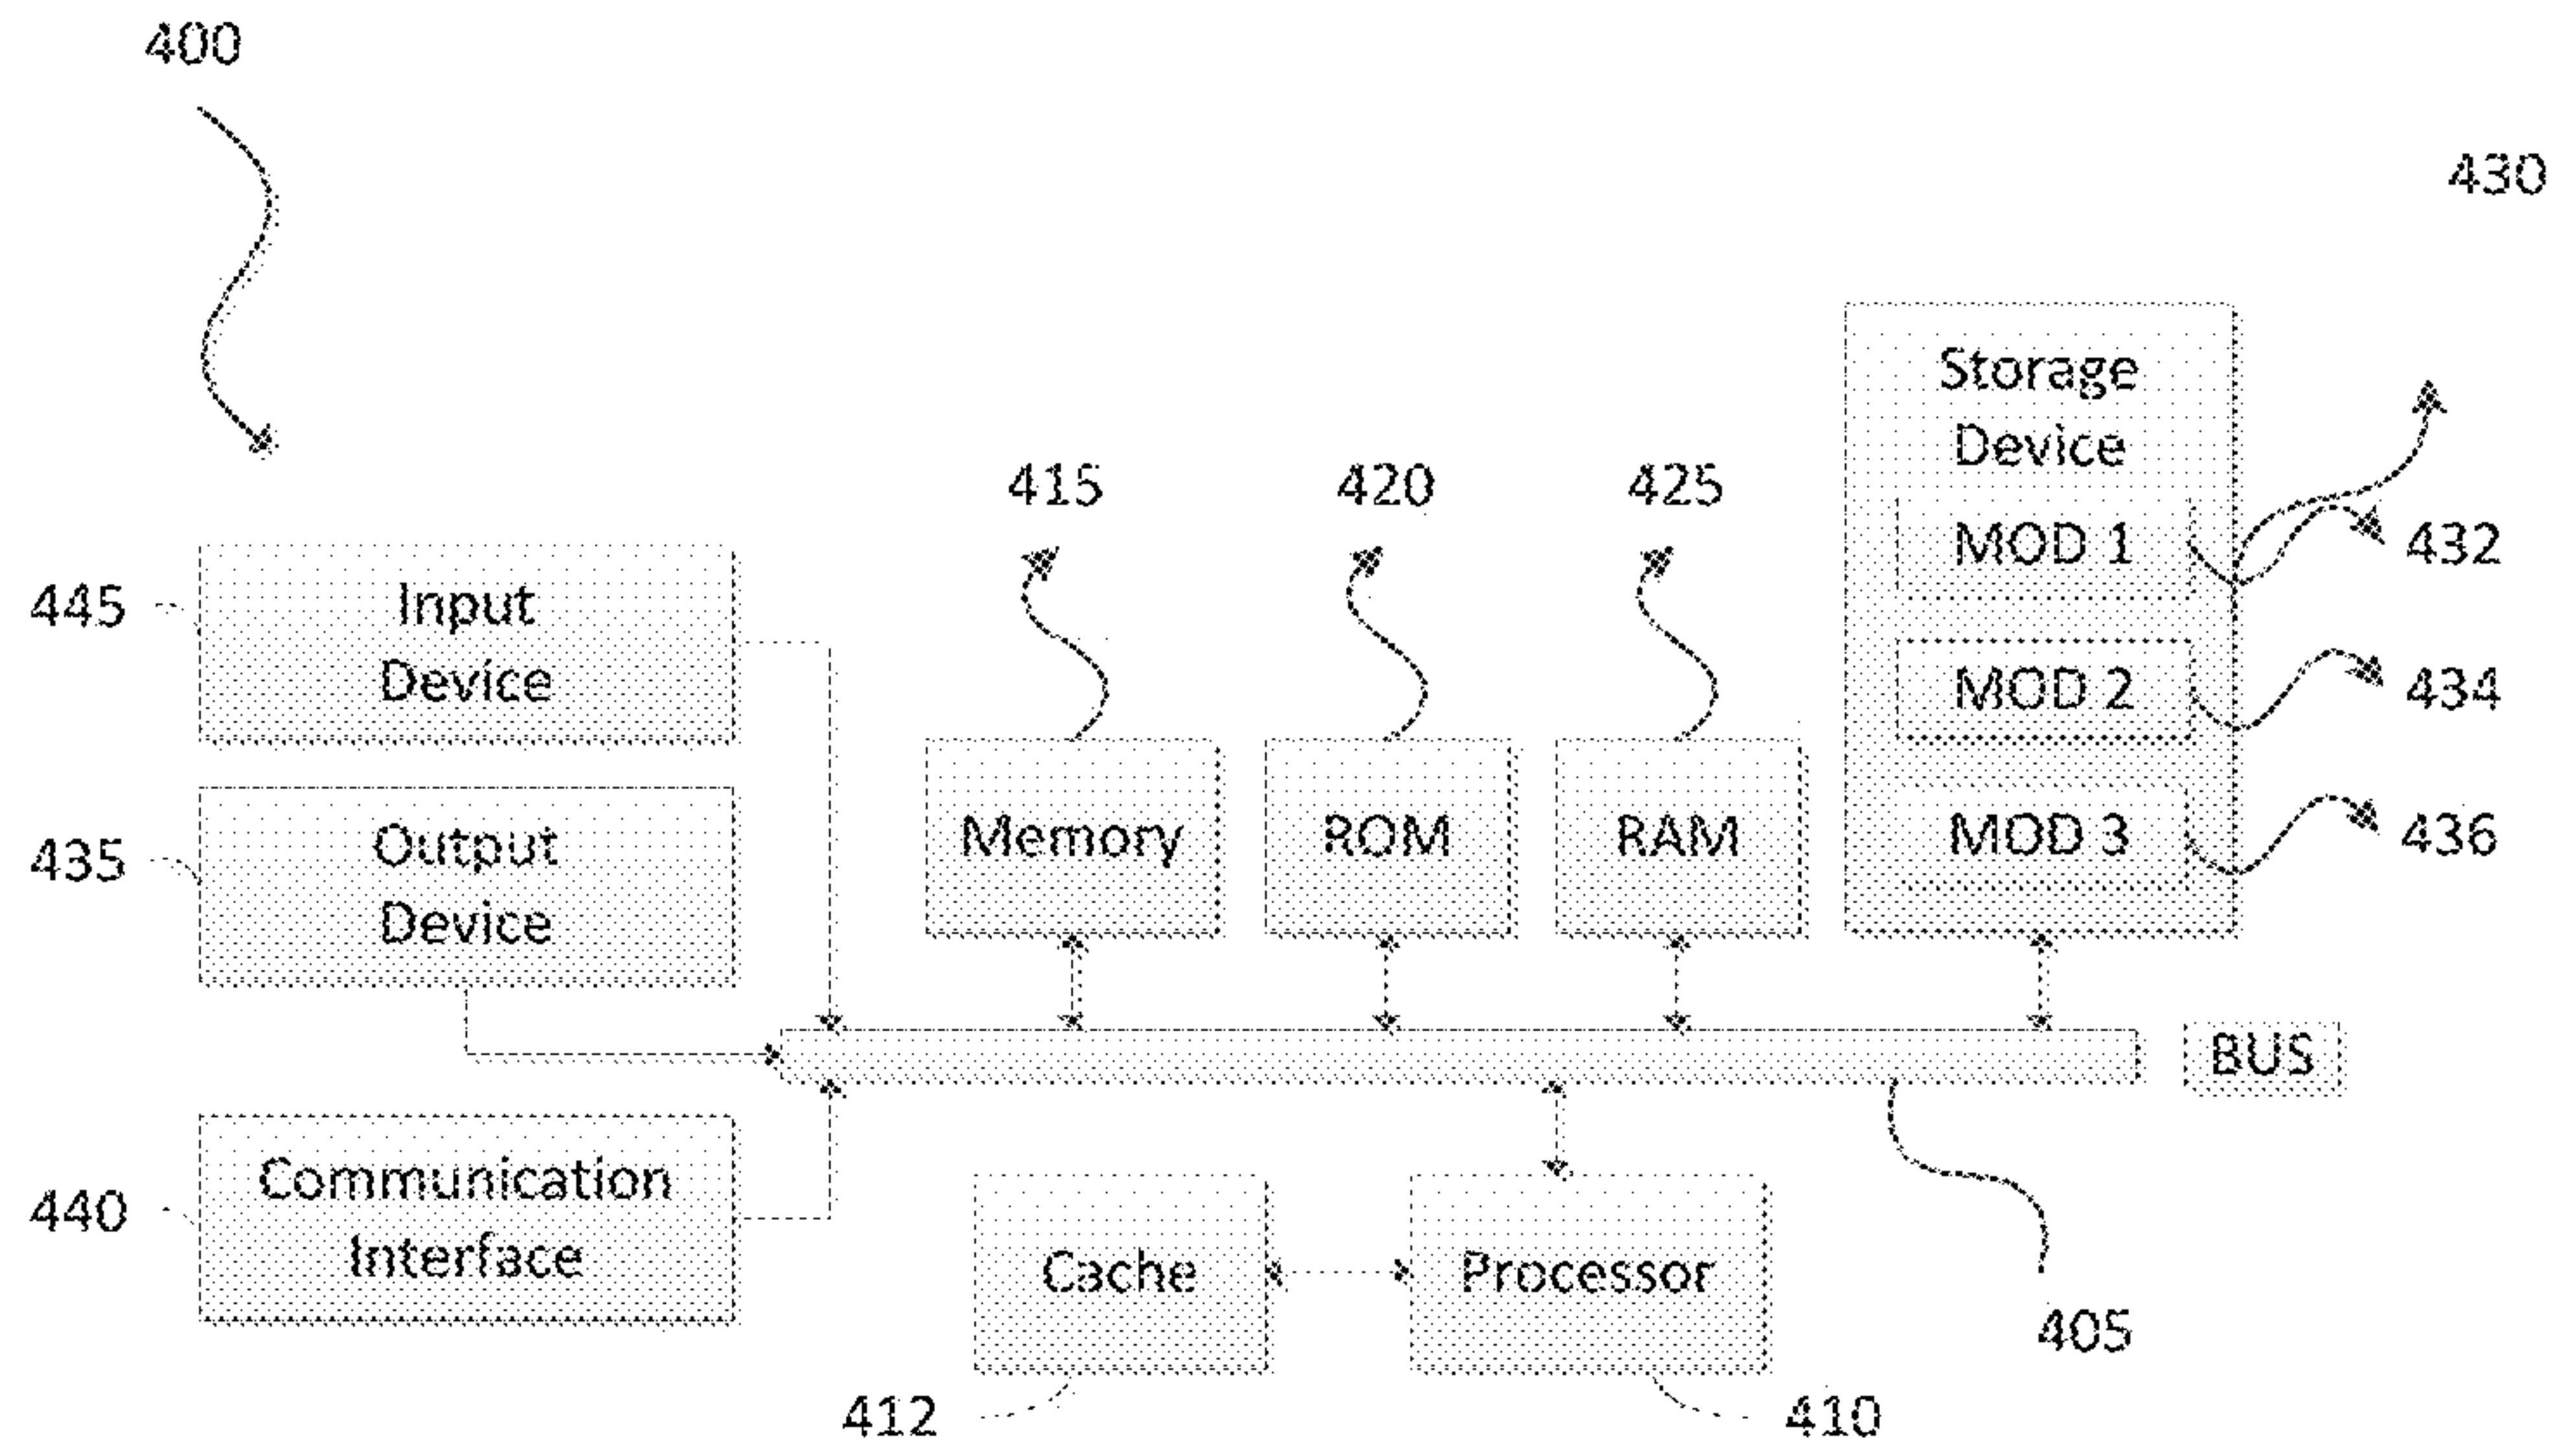 400
430
Storage
Device
415
420
425
MOD 1
432
445
Input
Device
MOD 2
434
435
Output
Device
Memory
ROM
RAM
MOD 3
436
BUS
440
Communication
Interface
Cache
Processor
405
412
410